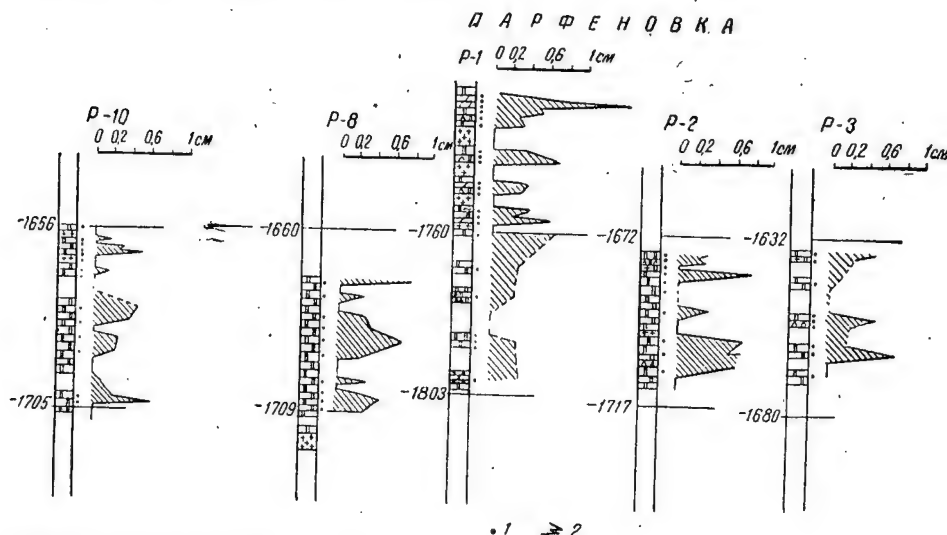 ПАРФЕНОВКА
Р-1
0 0,2 0,6 1см
Р-10
0 0,2 0,6 1см
Р-8
0 0,2 0,6 1см
Р-2
0 0,2 0,6 1см
Р-3
0 0,2 0,6 1см
-1656
-1660
-1760
-1672
-1632
-1705
-1709
-1803
-1717
-1680
1 2